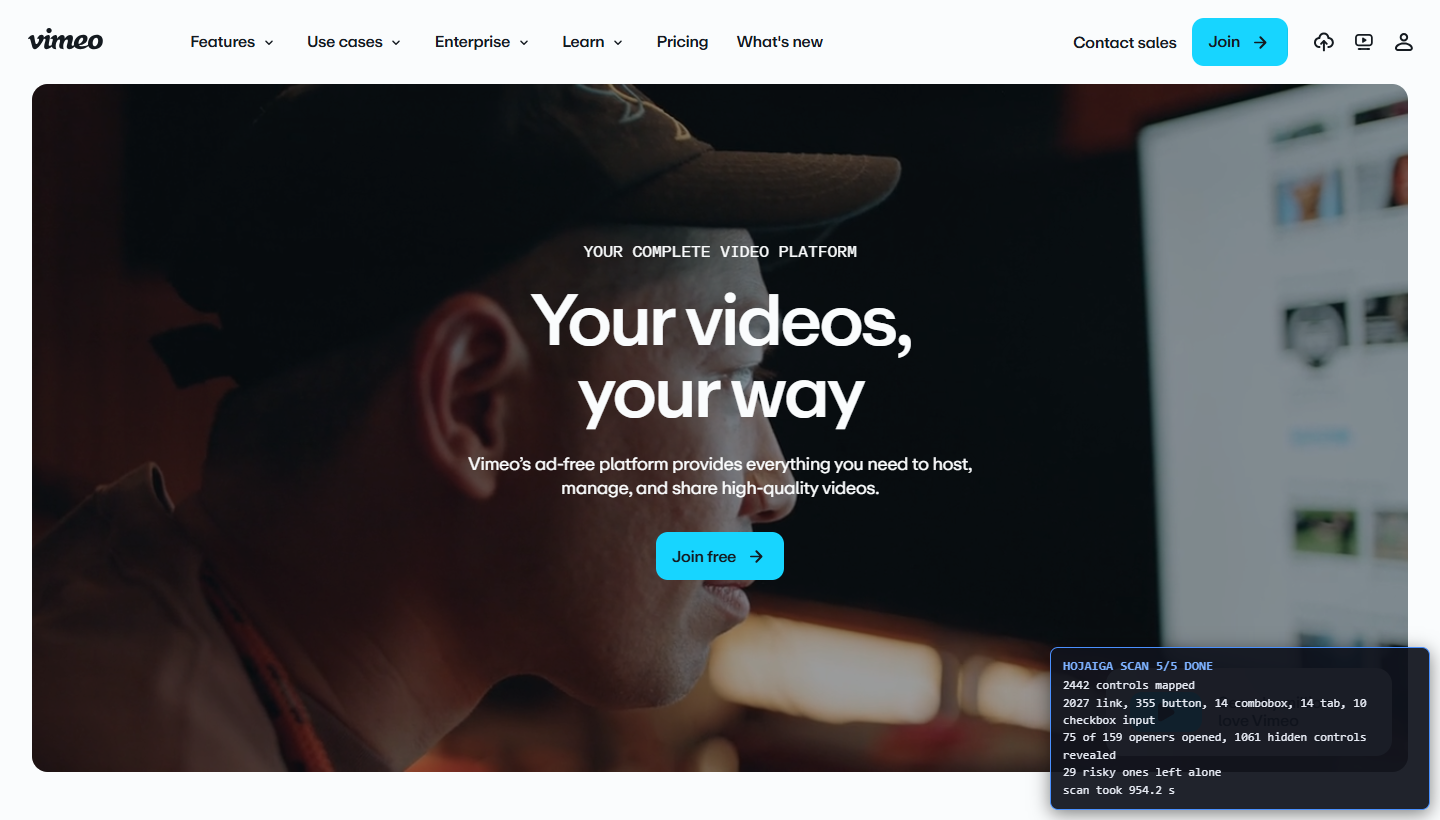 vimeo Features Use cases Enterprise Learn Pricing What's new Contact sales Join
YOUR COMPLETE VIDEO PLATFORM
Your videos,
your way
Vimeo’s ad-free platform provides everything you need to host,
manage, and share high-quality videos.
Join free
HOJAIGA SCAN 5/5 DONE
2442 controls mapped
2027 link, 355 button, 14 combobox, 14 tab, 10
checkbox input
love Vimeo
75 of 159 openers opened, 1061 hidden controls
revealed
29 risky ones left alone
scan took 954.2 s